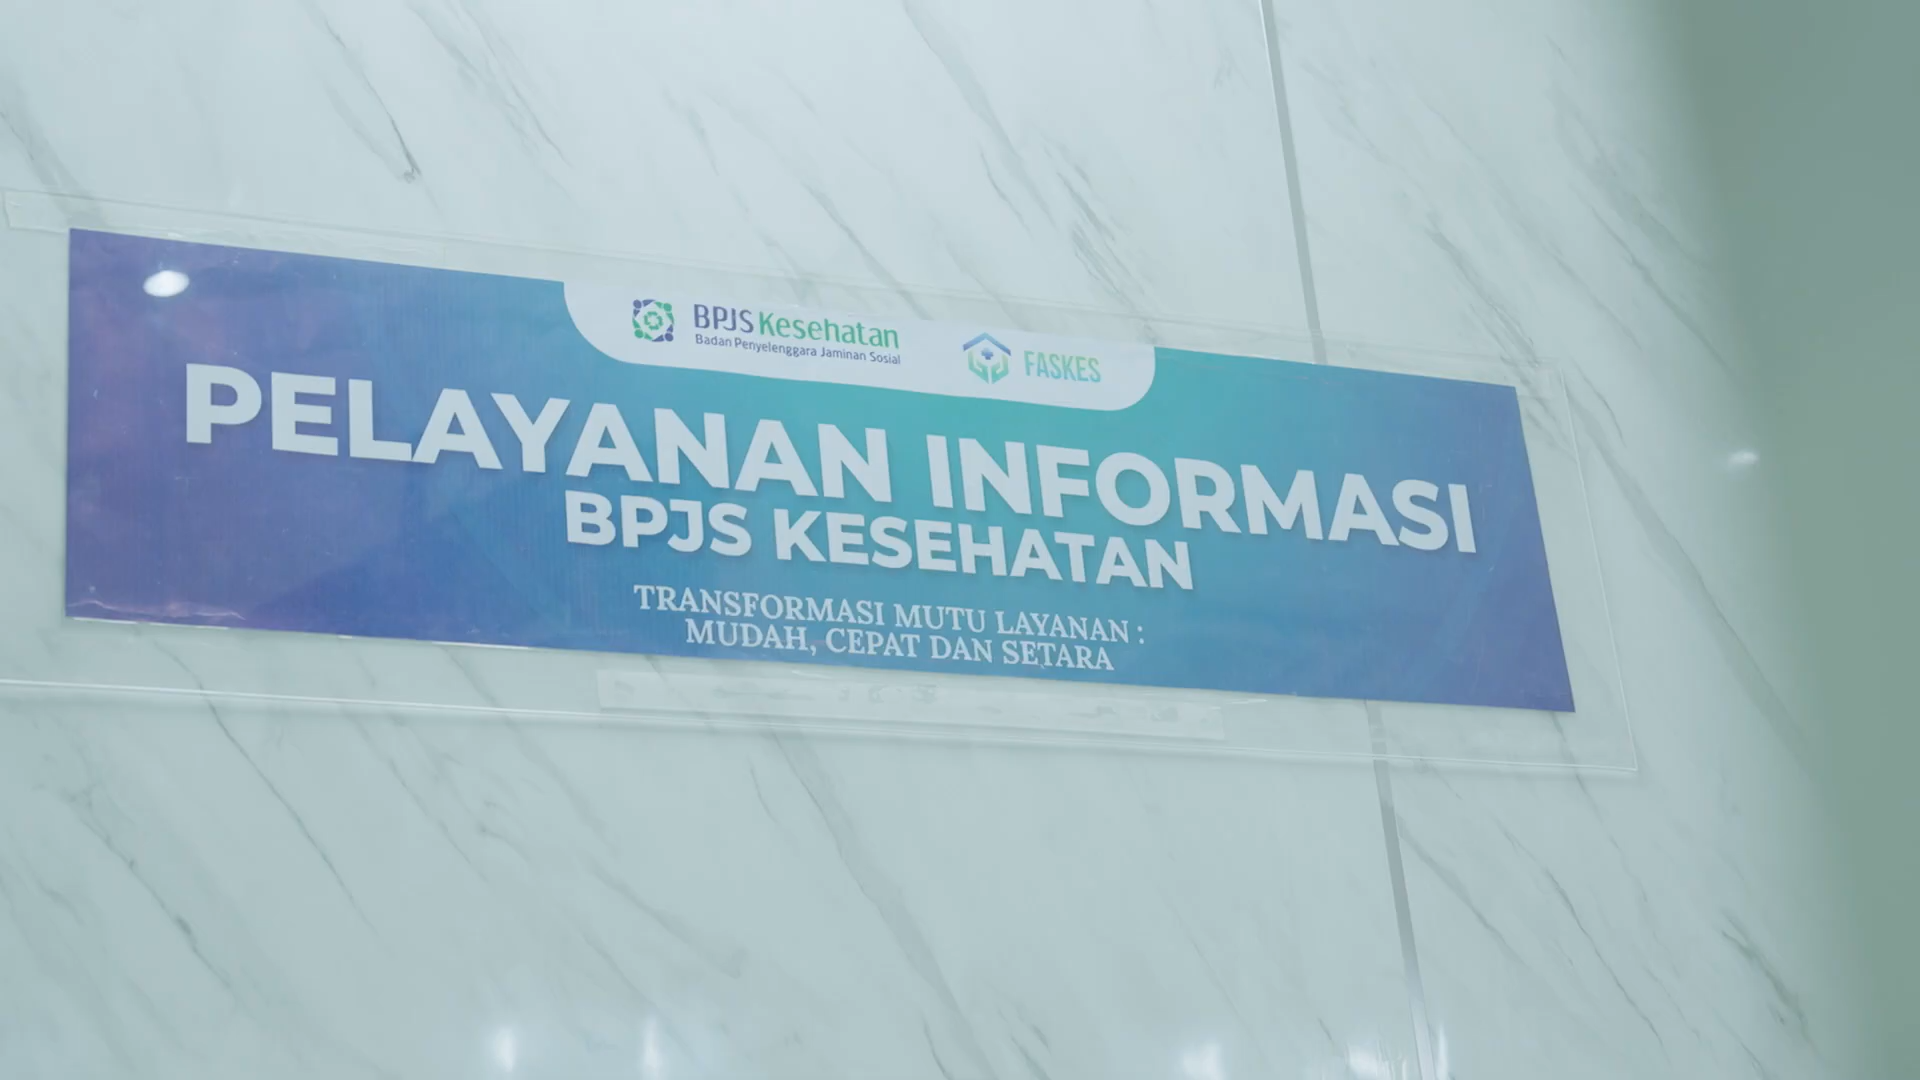 BPJS Kesehatan
Badan Penyelenggara Jaminan Sosial
FASKES
PELAYANAN INFORMASI
BPJS KESEHATAN
TRANSFORMASI MUTU LAYANAN :
MUDAH, CEPAT DAN SETARA